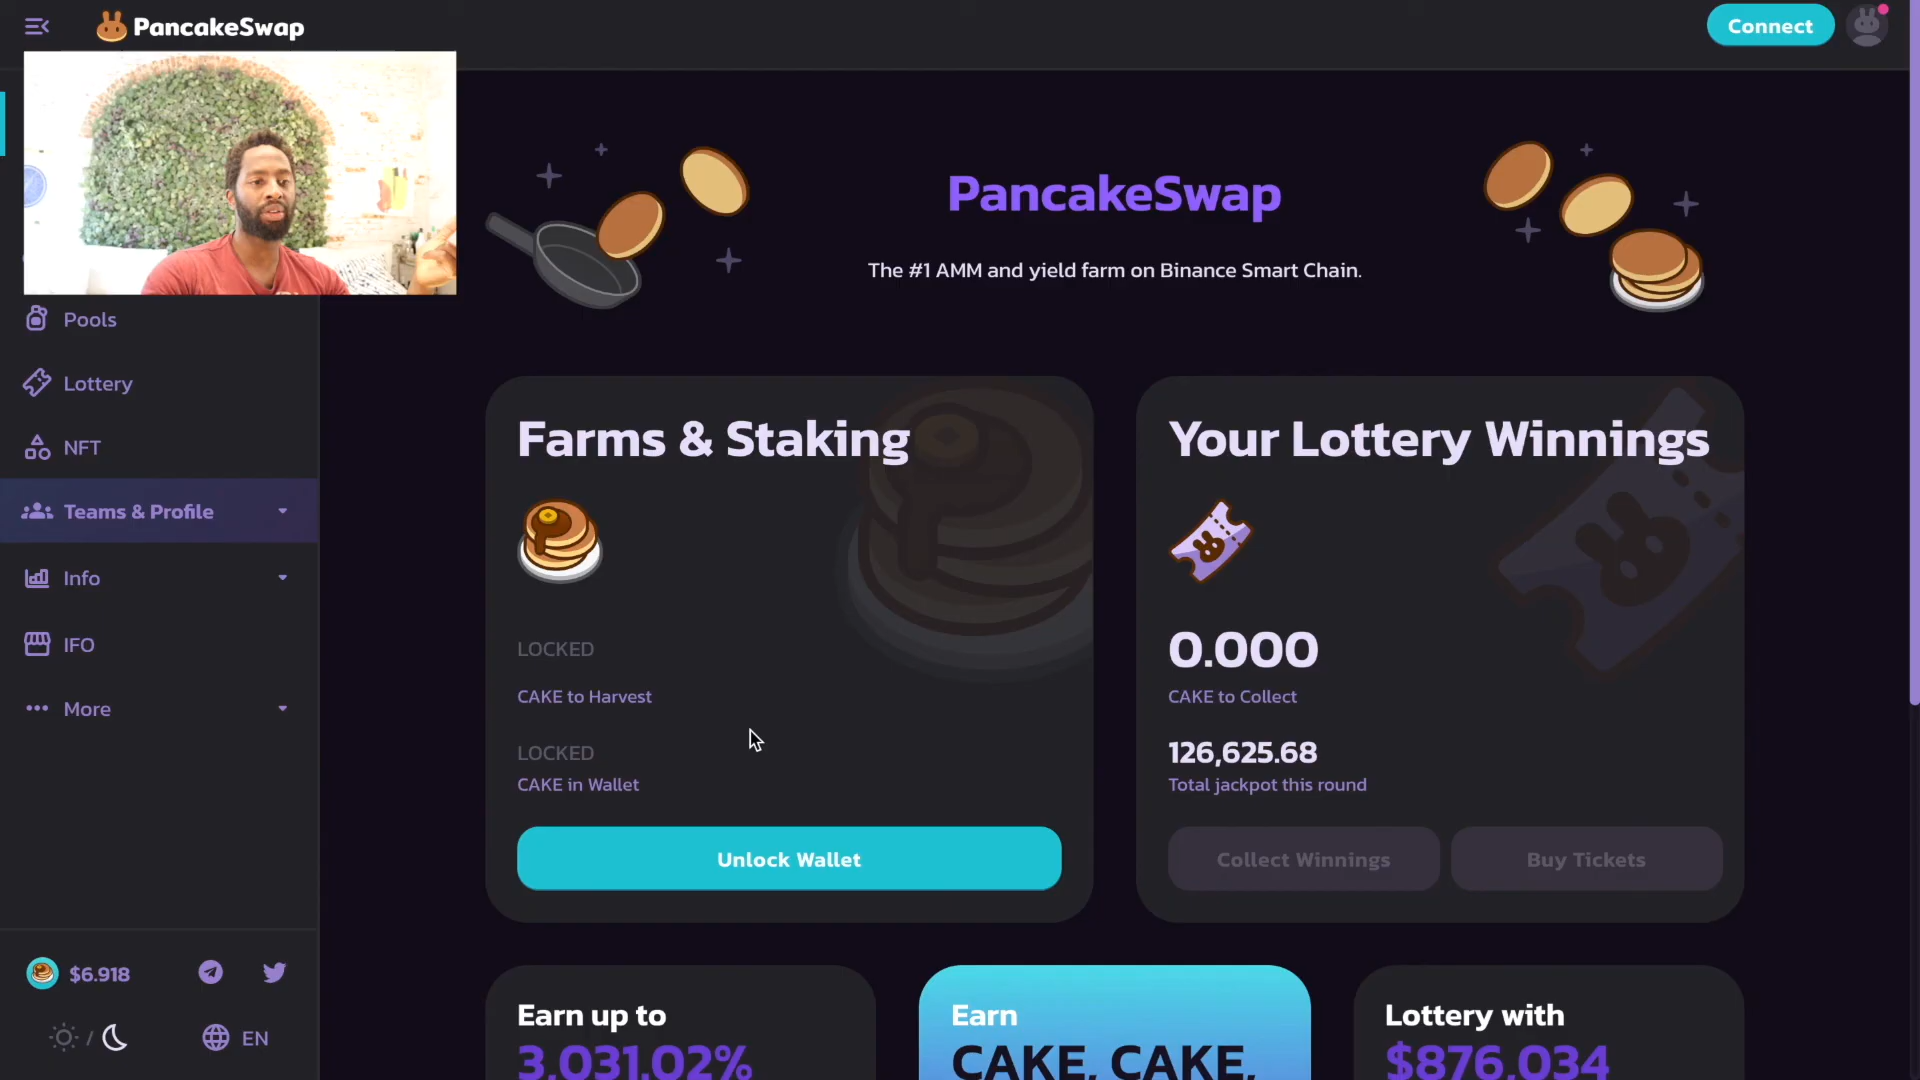 PancakeSwap
Connect
Pools
Lottery
NFT
Teams & Profile
Info
IFO
More
$6.918
/
EN
PancakeSwap
The #1 AMM and yield farm on Binance Smart Chain.
Farms & Staking
LOCKED
CAKE to Harvest
LOCKED
CAKE in Wallet
Unlock Wallet
Your Lottery Winnings
0.000
CAKE to Collect
126,625.68
Total jackpot this round
Collect Winnings
Buy Tickets
Earn up to
3,031.02%
Earn
CAKE, CAKE,
Lottery with
$876,034